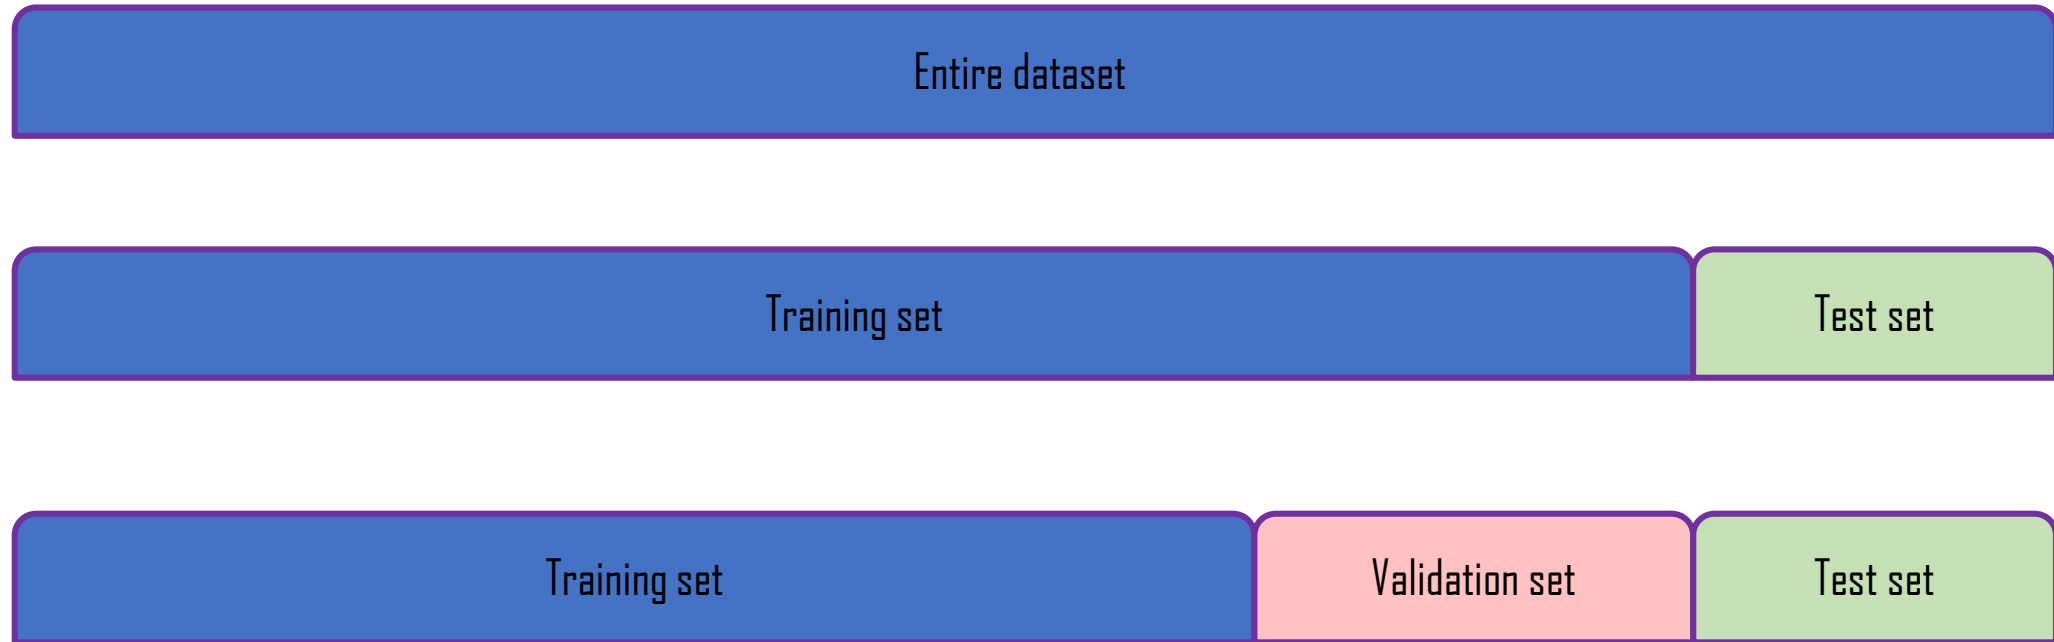 Entire dataset
Training set
Test set
Training set
Validation set
Test set